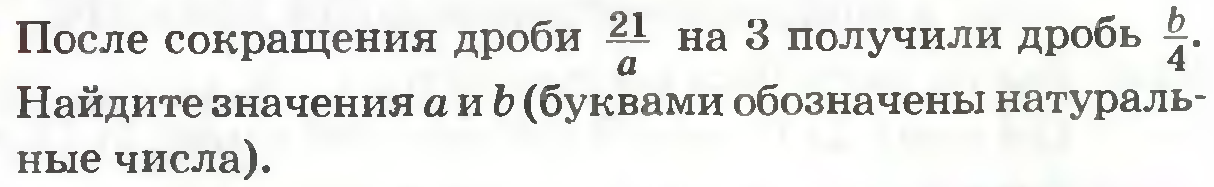 После сокращения дроби 21/a на 3 получили дробь b/4.
Найдите значения a и b (буквами обозначены натураль-
ные числа).